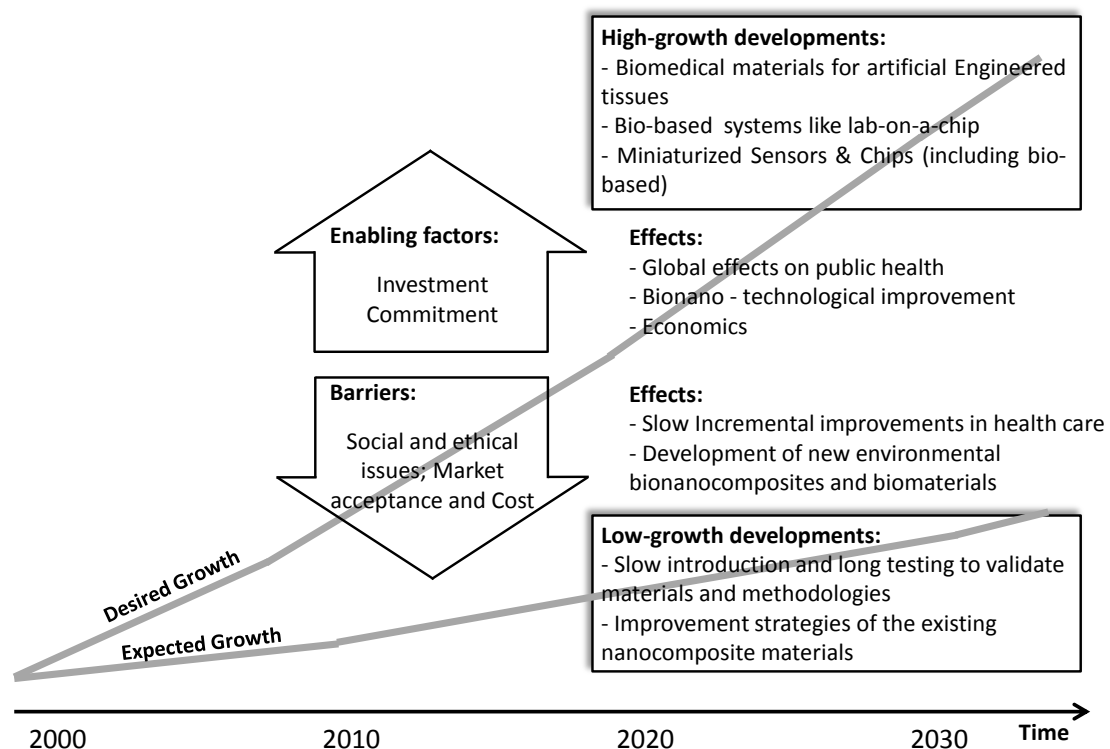 High-growth developments:
- Biomedical materials for artificial Engineered
tissues
- Bio-based systems like lab-on-a-chip
- Miniaturized Sensors & Chips (including bio-
based)
Enabling factors:
Investment
Commitment
Effects:
- Global effects on public health
- Bionano - technological improvement
- Economics
Barriers:
Social and ethical
issues; Market
acceptance and Cost
Effects:
- Slow Incremental improvements in health care
- Development of new environmental
bionanocomposites and biomaterials
Low-growth developments:
- Slow introduction and long testing to validate
materials and methodologies
- Improvement strategies of the existing
nanocomposite materials
Desired Growth
Expected Growth
2000
2010
2020
2030
Time